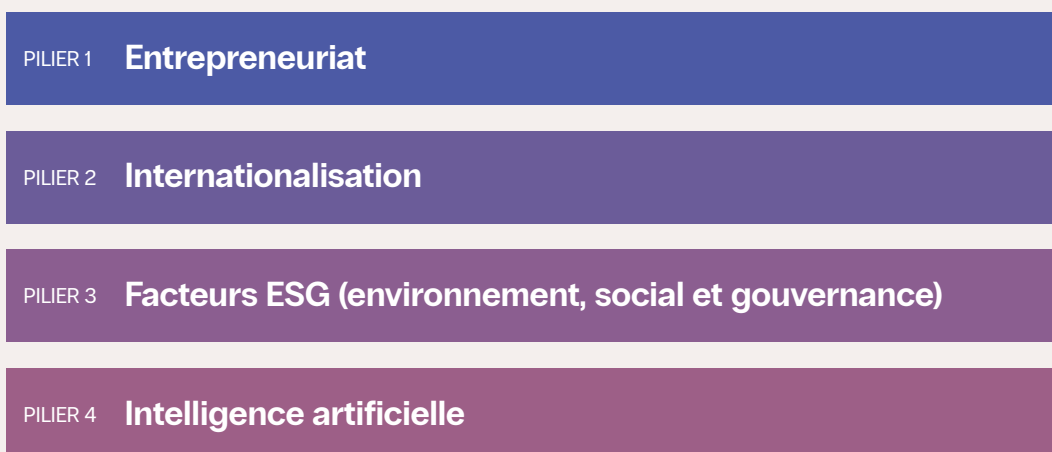 PILIER 1 Entrepreneuriat
PILIER 2 Internationalisation
PILIER 3 Facteurs ESG (environnement, social et gouvernance)
PILIER 4 Intelligence artificielle